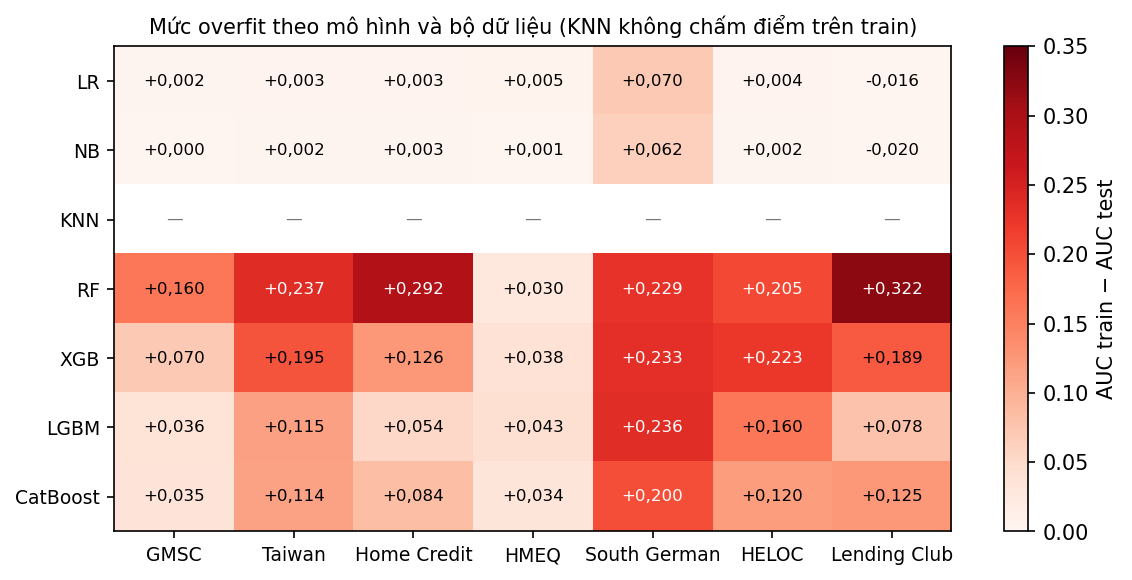 Mức overfit theo mô hình và bộ dữ liệu (KNN không chấm điểm trên train)
LR +0,002 +0,003 +0,003 +0,005 +0,070 +0,004 -0,016
NB +0,000 +0,002 +0,003 +0,001 +0,062 +0,002 -0,020
KNN — — — — — — —
RF +0,160 +0,237 +0,292 +0,030 +0,229 +0,205 +0,322
XGB +0,070 +0,195 +0,126 +0,038 +0,233 +0,223 +0,189
LGBM +0,036 +0,115 +0,054 +0,043 +0,236 +0,160 +0,078
CatBoost +0,035 +0,114 +0,084 +0,034 +0,200 +0,120 +0,125
GMSC Taiwan Home Credit HMEQ South German HELOC Lending Club
0.35
0.30
0.25
0.20
0.15
0.10
0.05
0.00
AUC train − AUC test